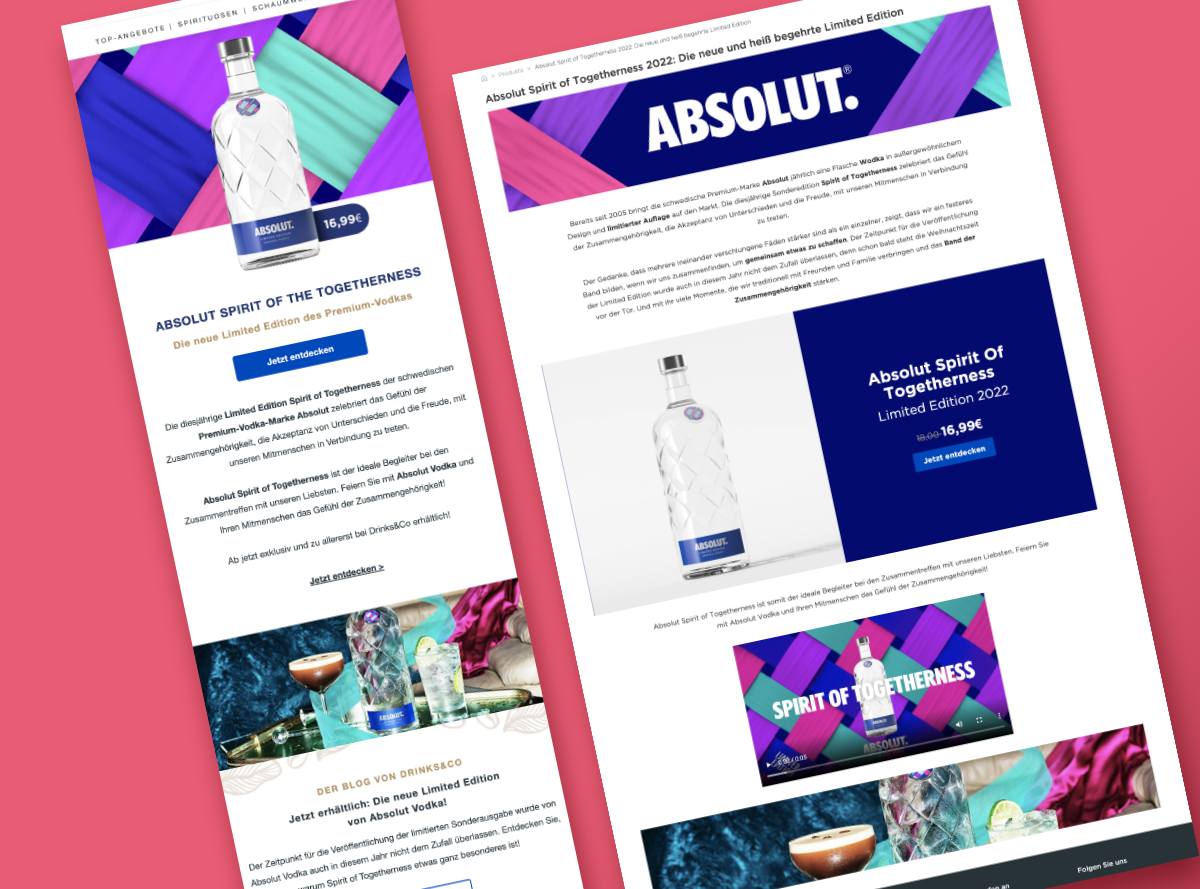 TOP-ANGEBOTE | SPIRITUOSEN |
16,99€
ABSOLUT.
LIMITED EDITION
ABSOLUT SPIRIT OF THE TOGETHERNESS
Die neue Limited Edition des Premium-Vodkas
Jetzt entdecken
Die diesjährige Limited Edition Spirit of Togetherness der schwedischen
Premium-Vodka-Marke Absolut zelebriert das Gefühl der
Zusammengehörigkeit, die Akzeptanz von Unterschieden und die Freude, mit
unseren Mitmenschen in Verbindung zu treten.
Absolut Spirit of Togetherness ist der ideale Begleiter bei den
Zusammentreffen mit unseren Liebsten. Feiern Sie mit Absolut Vodka und
Ihren Mitmenschen das Gefühl der Zusammengehörigkeit!
Ab jetzt exklusiv und zu allererst bei Drinks&Co erhältlich!
Jetzt entdecken >
ABSOLUT.
DER BLOG VON DRINKS&CO
Jetzt erhältlich: Die neue Limited Edition
von Absolut Vodka!
Der Zeitpunkt für die Veröffentlichung der limitierten Sonderausgabe wurde von
Absolut Vodka auch in diesem Jahr nicht dem Zufall überlassen. Entdecken Sie,
warum Spirit of Togetherness etwas ganz besonderes ist!
> Produkte > Absolut Spirit of Togetherness 2022: Die neue und heiß begehrte Limited Edition
Absolut Spirit of Togetherness 2022: Die neue und heiß begehrte Limited Edition
ABSOLUT.®
Bereits seit 2005 bringt die schwedische Premium-Marke Absolut jährlich eine Flasche Wodka in außergewöhnlichem
Design und limitierter Auflage auf den Markt. Die diesjährige Sonderedition Spirit of Togetherness zelebriert das Gefühl
der Zusammengehörigkeit, die Akzeptanz von Unterschieden und die Freude, mit unseren Mitmenschen in Verbindung
zu treten.
Der Gedanke, dass mehrere ineinander verschlungene Fäden stärker sind als ein einzelner, zeigt, dass wir ein festeres
Band bilden, wenn wir uns zusammenfinden, um gemeinsam etwas zu schaffen. Der Zeitpunkt für die Veröffentlichung
der Limited Edition wurde auch in diesem Jahr nicht dem Zufall überlassen, denn schon bald steht die Weihnachtszeit
vor der Tür. Und mit ihr viele Momente, die wir traditionell mit Freunden und Familie verbringen und das Band der
Zusammengehörigkeit stärken.
ABSOLUT.
LIMITED EDITION
Absolut Spirit Of
Togetherness
Limited Edition 2022
18,00 16,99€
Jetzt entdecken
Absolut Spirit of Togetherness ist somit der ideale Begleiter bei den Zusammentreffen mit unseren Liebsten. Feiern Sie
mit Absolut Vodka und Ihren Mitmenschen das Gefühl der Zusammengehörigkeit!
SPIRIT OF TOGETHERNESS
ABSOLUT.
ABSOLUT.
0:00 / 0:05
Folgen Sie uns